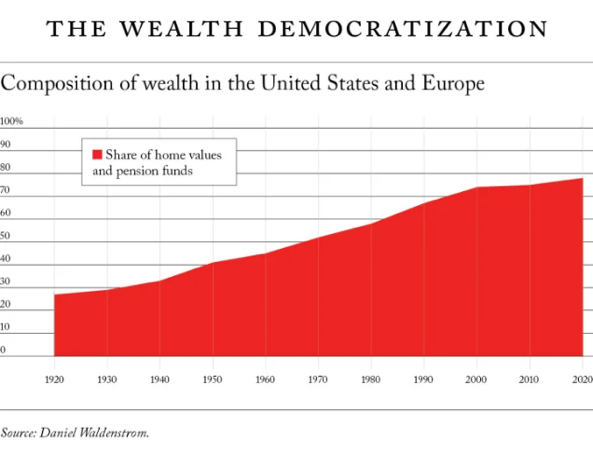 THE WEALTH DEMOCRATIZATION
Composition of wealth in the United States and Europe
100%
90
80
70
60
50
40
30
20
10
0
Share of home values
and pension funds
1920 1930 1940 1950 1960 1970 1980 1990 2000 2010 2020
Source: Daniel Waldenstrom.